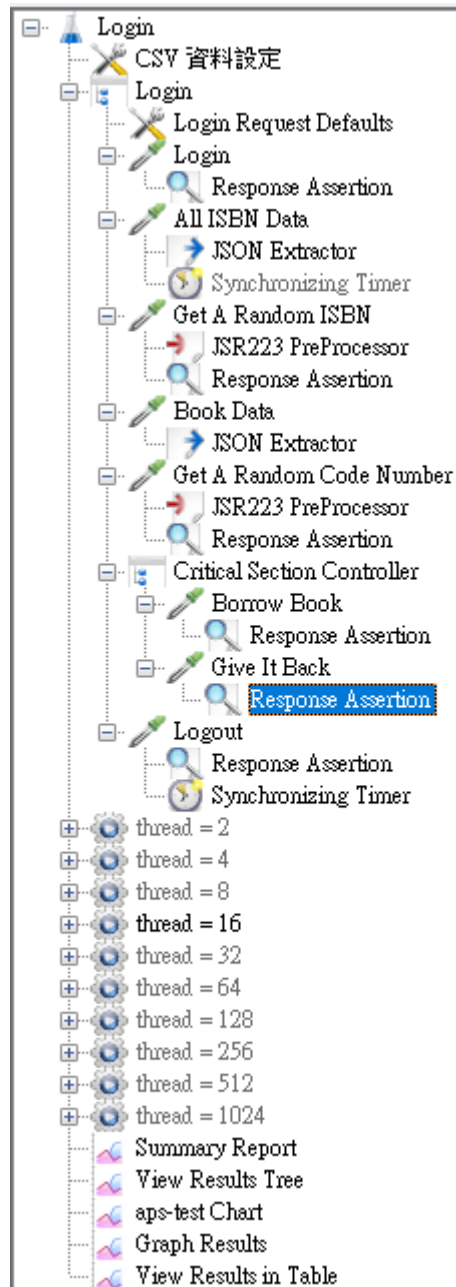 Login
CSV 資料設定
Login
Login Request Defaults
Login
Response Assertion
All ISBN Data
JSON Extractor
Synchronizing Timer
Get A Random ISBN
JSR223 PreProcessor
Response Assertion
Book Data
JSON Extractor
Get A Random Code Number
JSR223 PreProcessor
Response Assertion
Critical Section Controller
Borrow Book
Response Assertion
Give It Back
Response Assertion
Logout
Response Assertion
Synchronizing Timer
thread = 2
thread = 4
thread = 8
thread = 16
thread = 32
thread = 64
thread = 128
thread = 256
thread = 512
thread = 1024
Summary Report
View Results Tree
aps-test Chart
Graph Results
View Results in Table